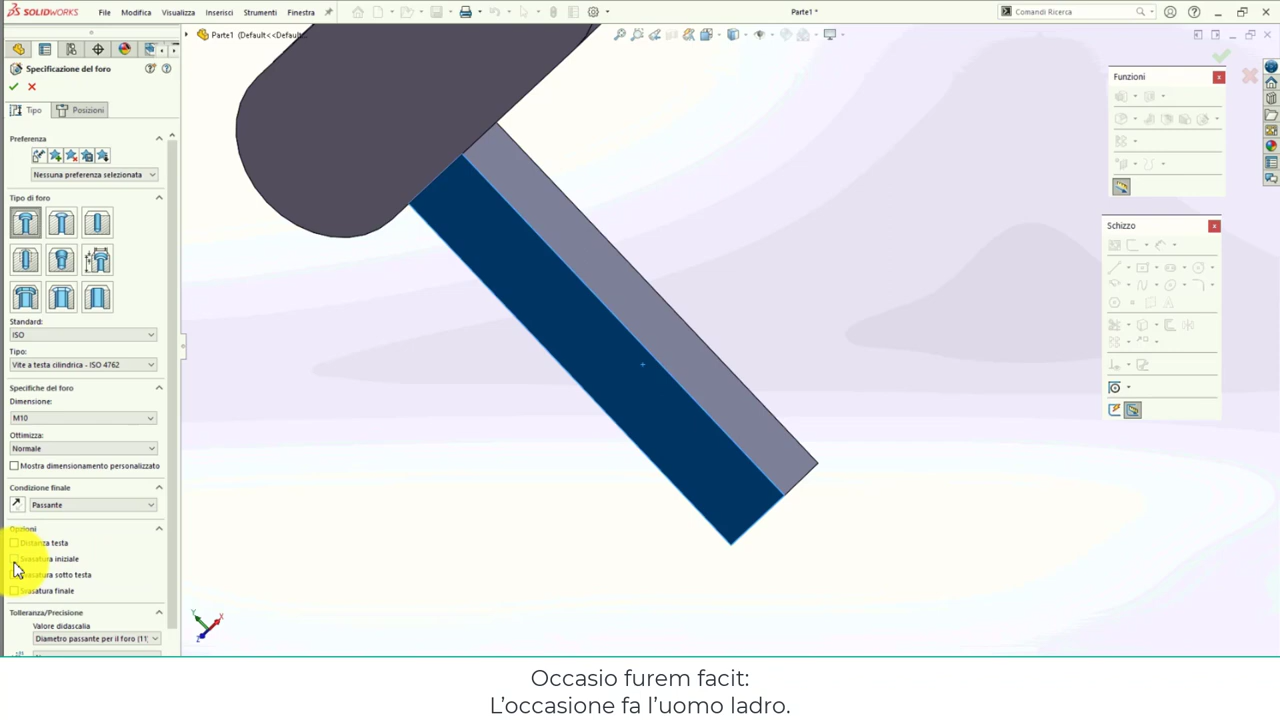 SOLIDWORKS
File
Modifica
Visualizza
Inserisci
Strumenti
Finestra
Part1 *
Comandi Ricerca
Part1 (Default<<Default...
Specificazione del foro
Tipo
Posizioni
Preferenza
Nessuna preferenza selezionata
Tipo di foro
Standard:
ISO
Tipo:
Vite a testa cilindrica - ISO 4762
Specifiche del foro
Dimensione:
M10
Ottimizza:
Normale
Mostra dimensionamento personalizzato
Condizione finale
Passante
Opzioni
Distanza testa
Svasatura iniziale
Svasatura sotto testa
Svasatura finale
Tolleranza/Precisione
Valore didascalia
Diametro passante per il foro (11
Funzioni
Schizzo
Y
X
Z
Occasio furem facit:
L'occasione fa l'uomo ladro.